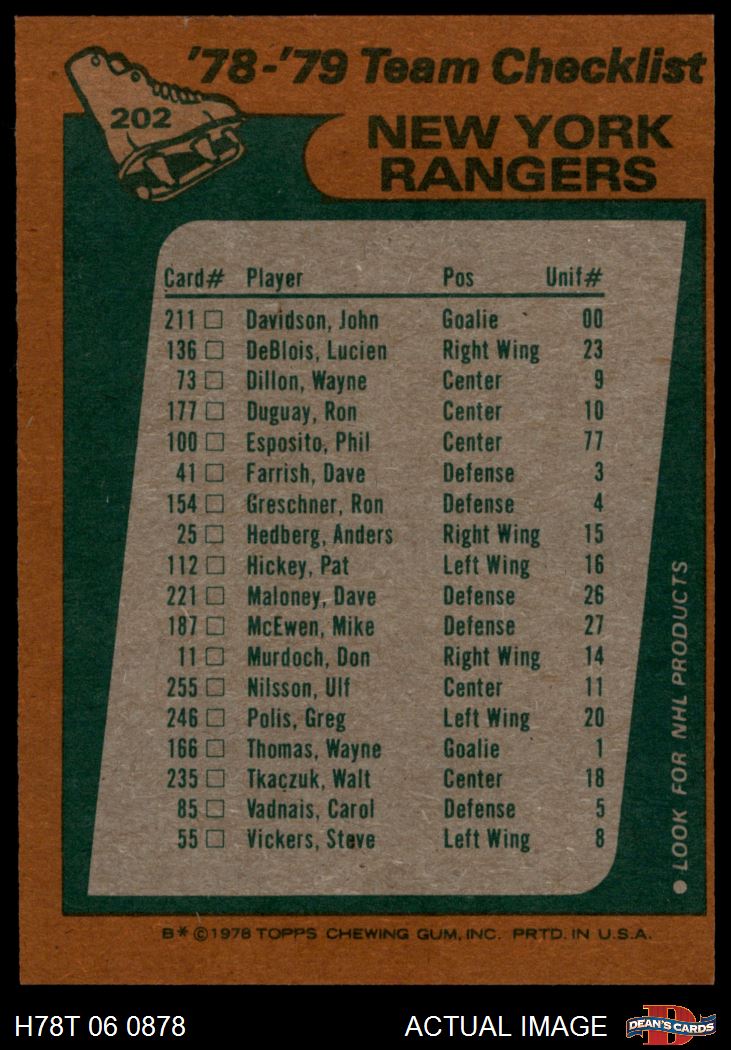 '78-'79 Team Checklist
202
NEW YORK
RANGERS
Card# Player Pos Unif#
211 □ Davidson, John Goalie 00
136 □ DeBlois, Lucien Right Wing 23
73 □ Dillon, Wayne Center 9
177 □ Duguay, Ron Center 10
100 □ Esposito, Phil Center 77
41 □ Farrish, Dave Defense 3
154 □ Greschner, Ron Defense 4
25 □ Hedberg, Anders Right Wing 15
112 □ Hickey, Pat Left Wing 16
221 □ Maloney, Dave Defense 26
187 □ McEwen, Mike Defense 27
11 □ Murdoch, Don Right Wing 14
255 □ Nilsson, Ulf Center 11
246 □ Polis, Greg Left Wing 20
166 □ Thomas, Wayne Goalie 1
235 □ Tkaczuk, Walt Center 18
85 □ Vadnais, Carol Defense 5
55 □ Vickers, Steve Left Wing 8
● LOOK FOR NHL PRODUCTS
B* © 1978 TOPPS CHEWING GUM, INC. PRTD. IN U.S.A.
H78T 06 0878 ACTUAL IMAGE
D
DEAN'S CARDS